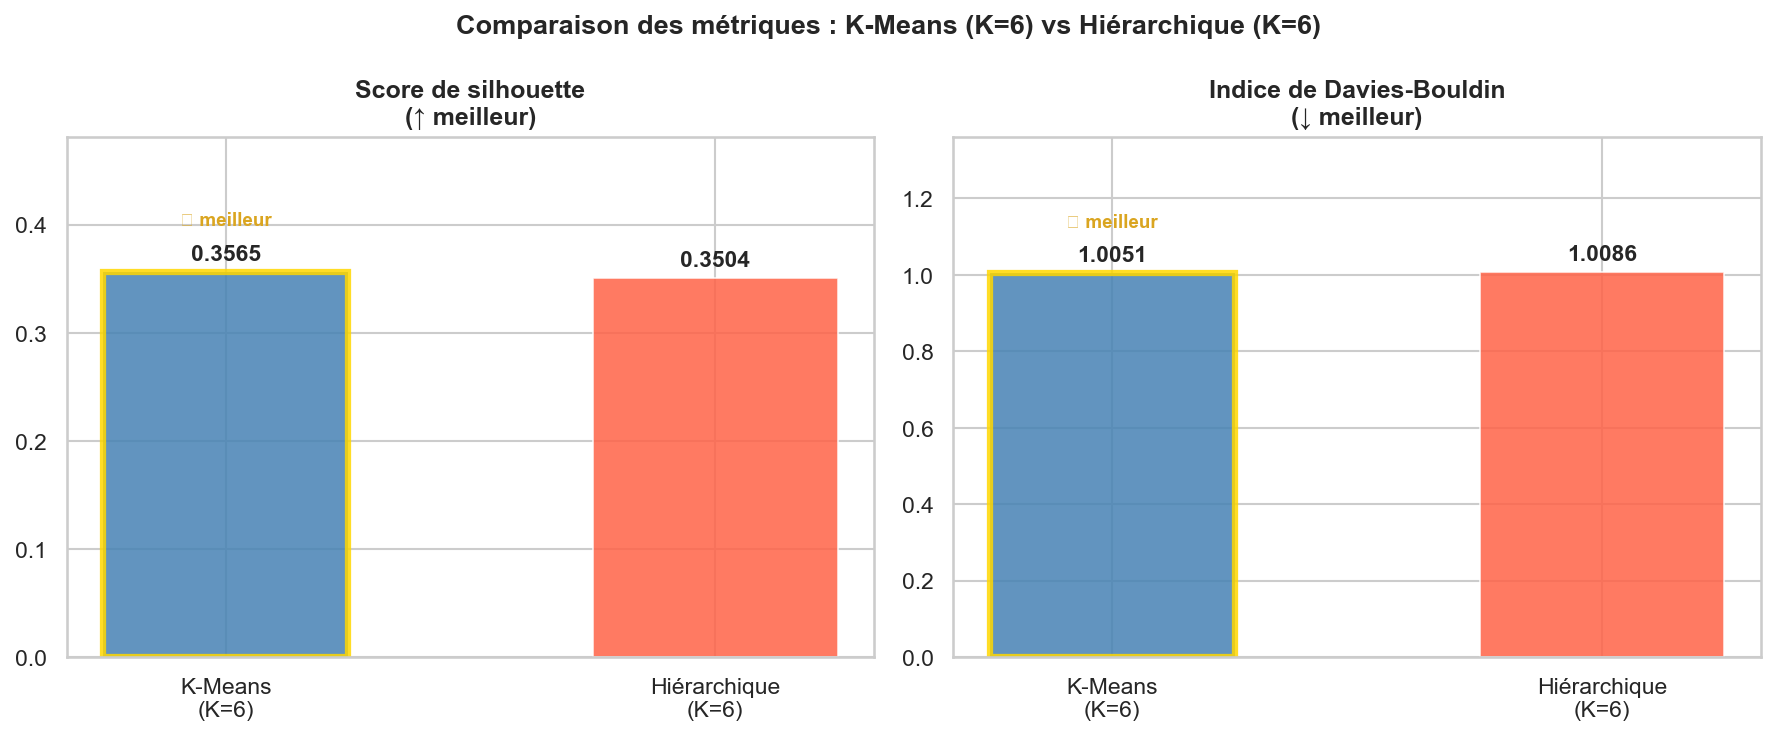 Comparaison des métriques : K-Means (K=6) vs Hiérarchique (K=6)
Score de silhouette
(↑ meilleur)
0.4
0.3
0.2
0.1
0.0
□ meilleur
0.3565
0.3504
K-Means
(K=6)
Hiérarchique
(K=6)
Indice de Davies-Bouldin
(↓ meilleur)
1.2
1.0
0.8
0.6
0.4
0.2
0.0
□ meilleur
1.0051
1.0086
K-Means
(K=6)
Hiérarchique
(K=6)